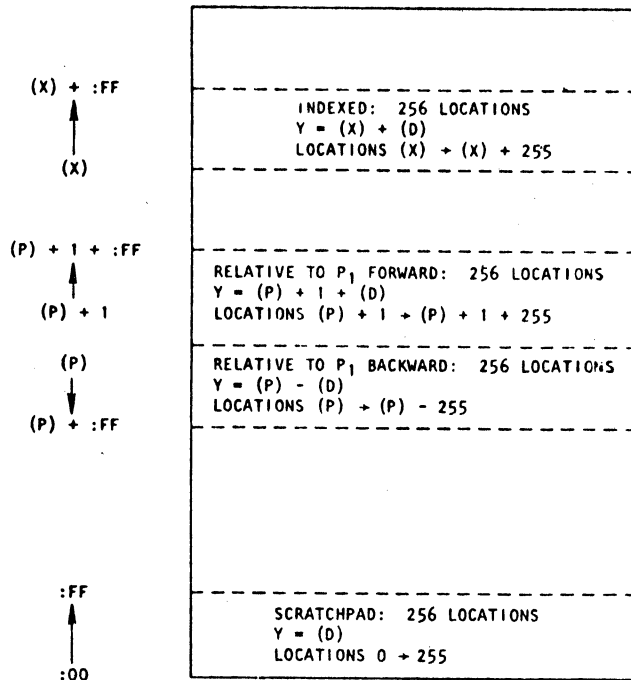 (X) + :FF
INDEXED: 256 LOCATIONS
Y = (X) + (D)
LOCATIONS (X) → (X) + 255
(X)
(P) + 1 + :FF
RELATIVE TO P₁ FORWARD: 256 LOCATIONS
Y = (P) + 1 + (D)
LOCATIONS (P) + 1 → (P) + 1 + 255
(P) + 1
(P)
RELATIVE TO P₁ BACKWARD: 256 LOCATIONS
Y = (P) - (D)
LOCATIONS (P) → (P) - 255
(P) + :FF
:FF
SCRATCHPAD: 256 LOCATIONS
Y = (D)
LOCATIONS 0 → 255
:00